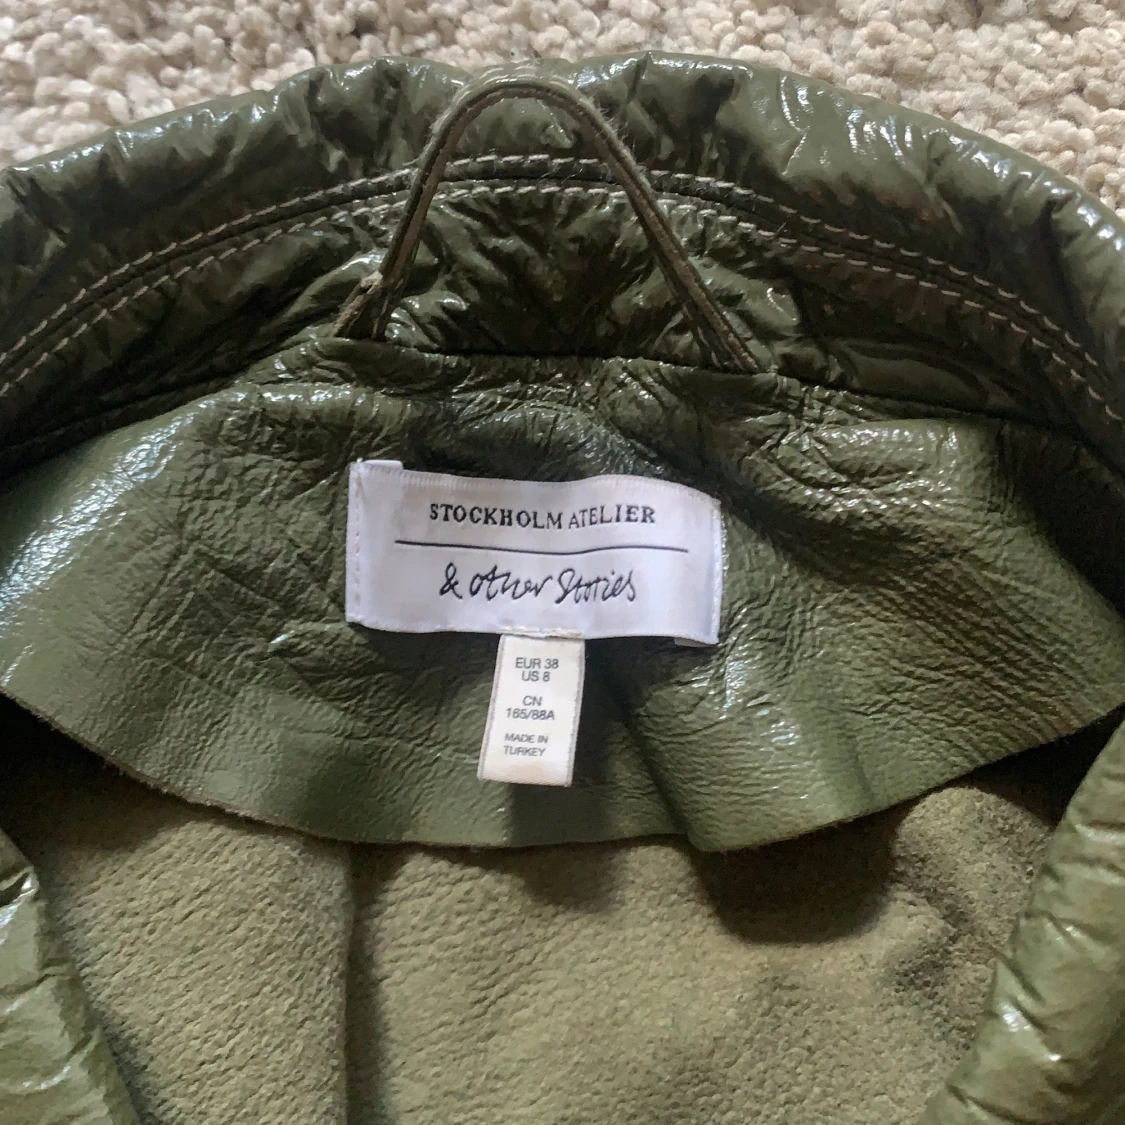 STOCKHOLM ATELIER
& other Stories
EUR 38
US 8
CN
165/88A
MADE IN
TURKEY